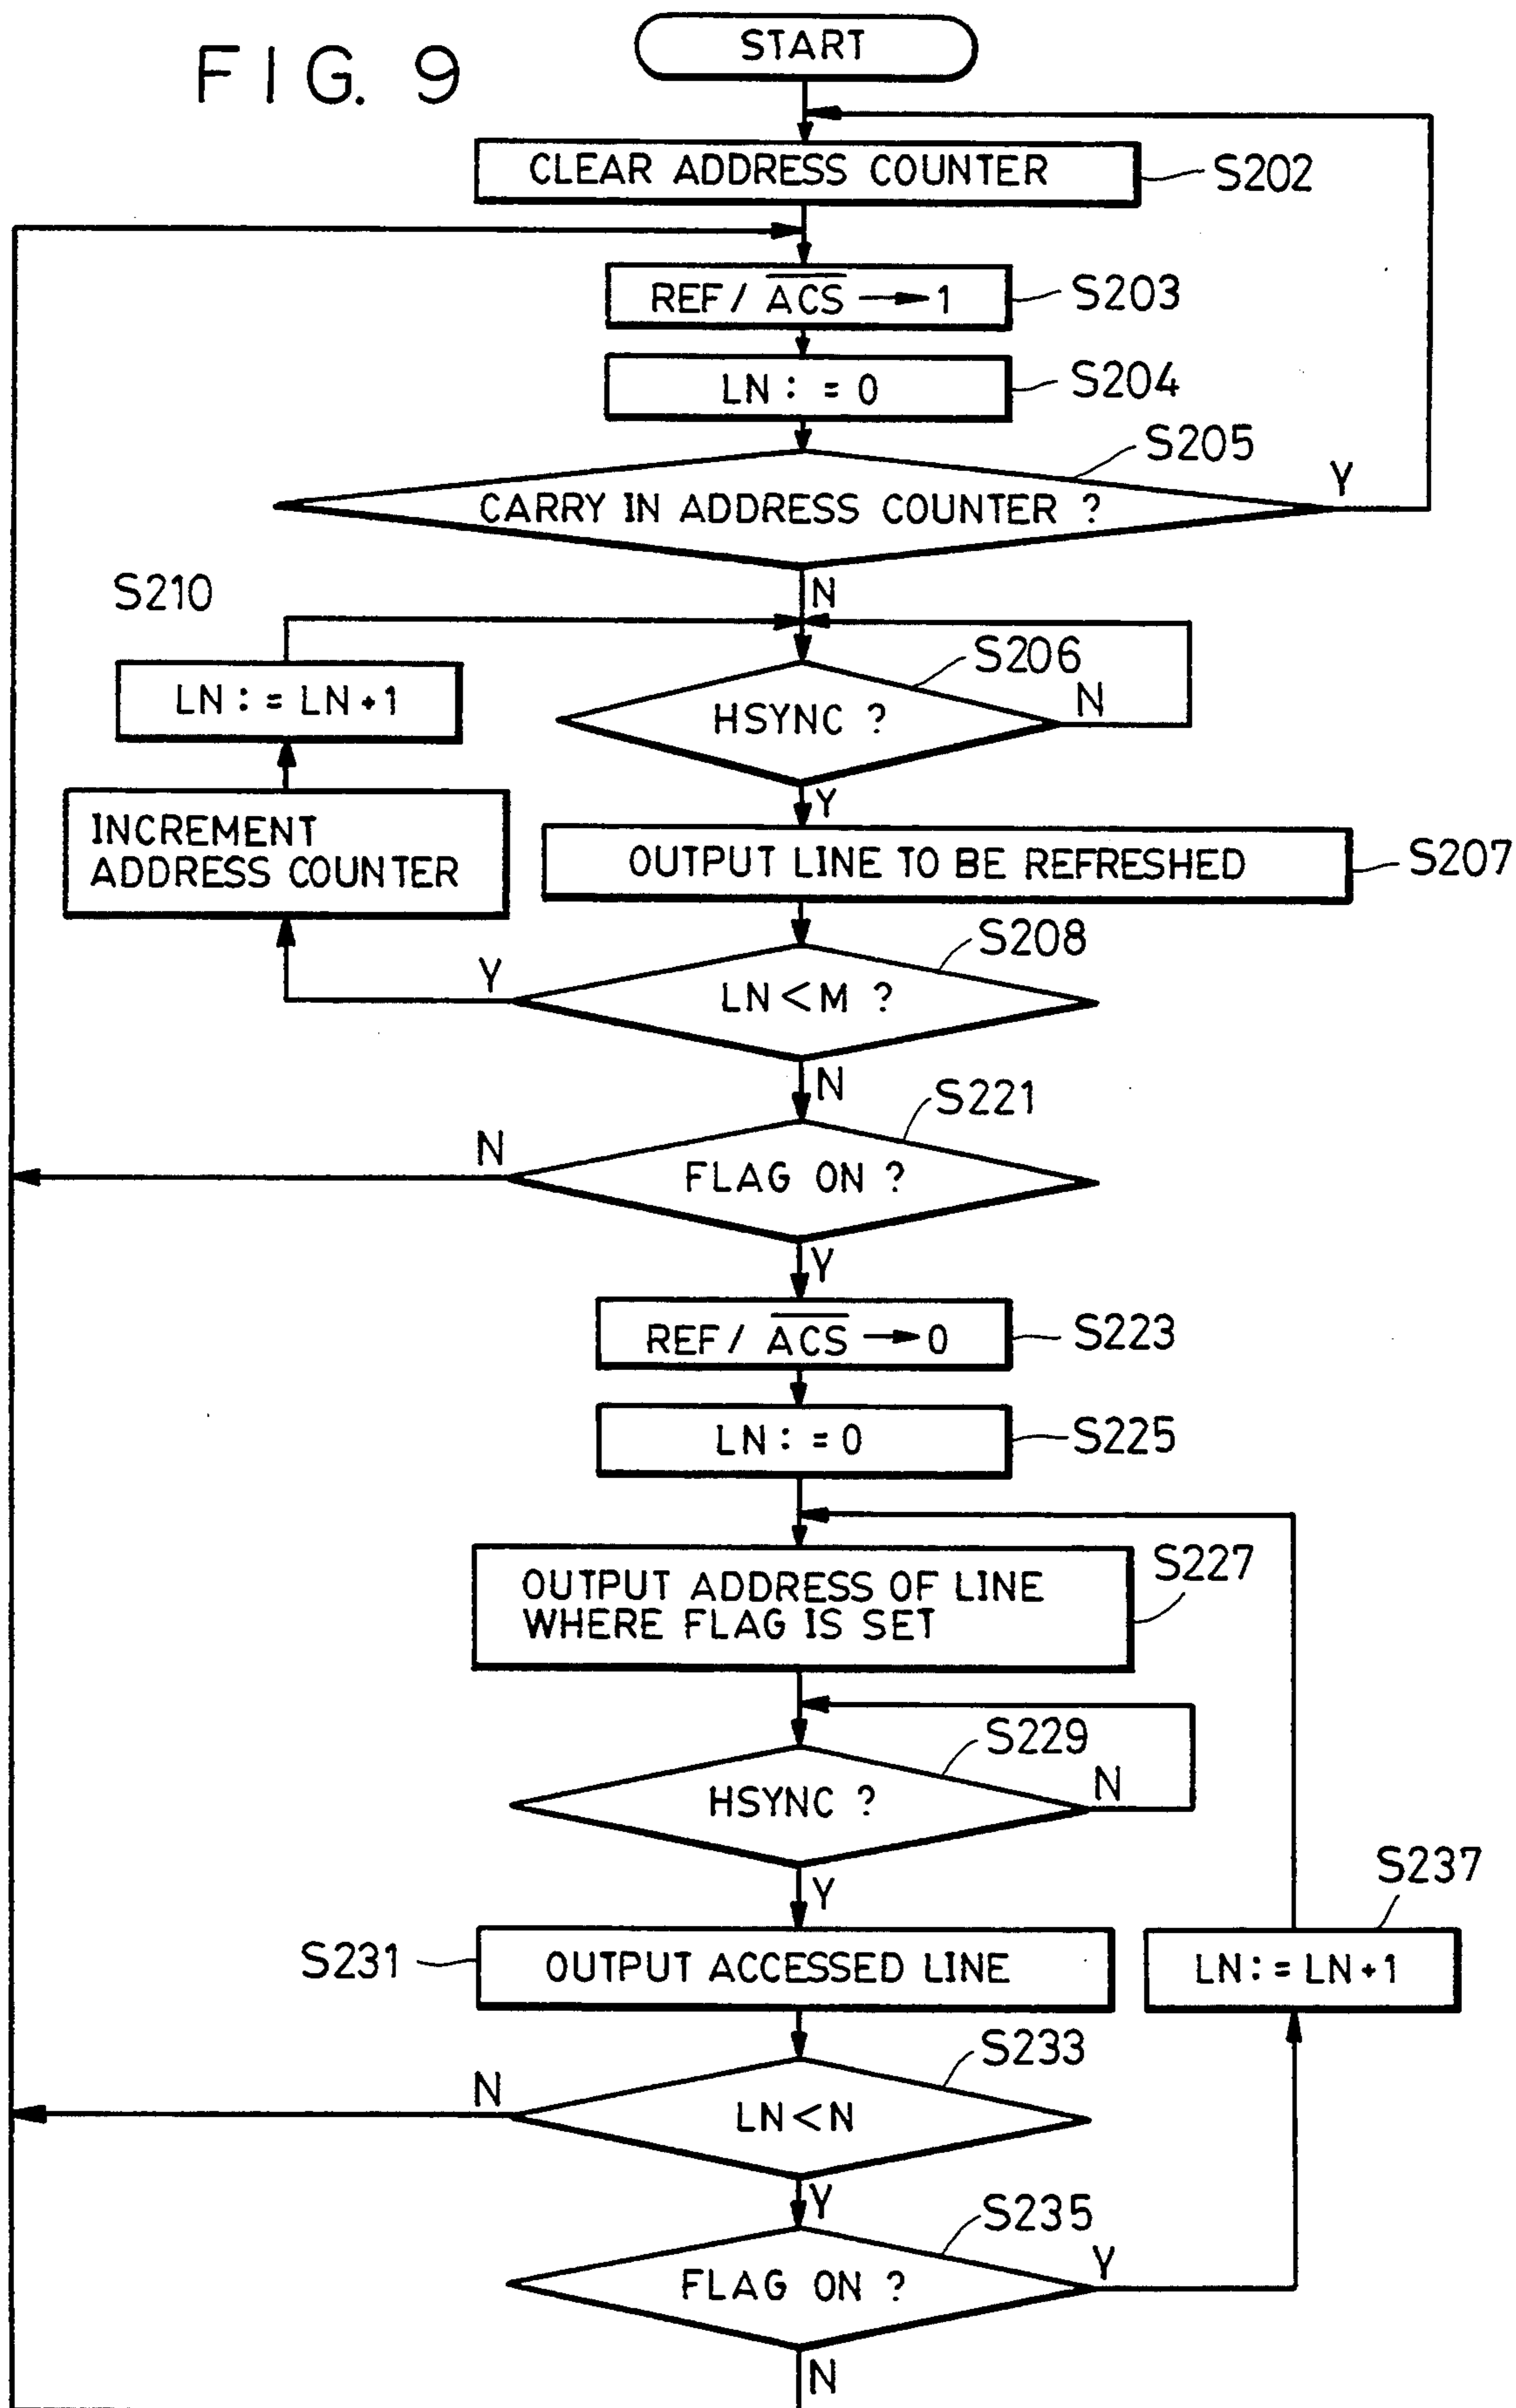 FIG. 9
START
CLEAR ADDRESS COUNTER
S202
REF/ A̅C̅S̅ → 1
S203
LN : = 0
S204
S205
CARRY IN ADDRESS COUNTER ?
Y
N
S210
LN : = LN+1
S206
HSYNC ?
N
Y
INCREMENT
ADDRESS COUNTER
OUTPUT LINE TO BE REFRESHED
S207
S208
LN<M ?
Y
N
S221
FLAG ON ?
N
Y
REF/ A̅C̅S̅ → 0
S223
LN : = 0
S225
OUTPUT ADDRESS OF LINE
WHERE FLAG IS SET
S227
S229
HSYNC ?
N
Y
S231
OUTPUT ACCESSED LINE
S237
LN : = LN+1
S233
LN<N
N
Y
S235
FLAG ON ?
Y
N